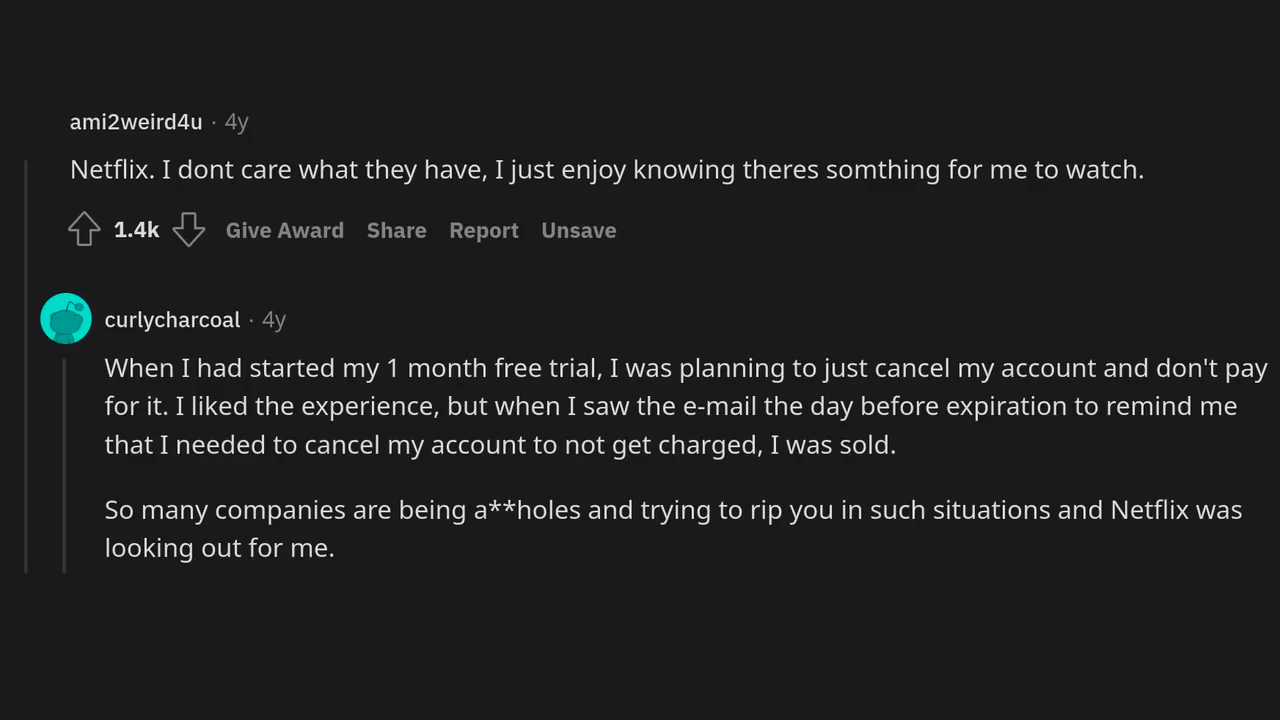 ami2weird4u · 4y
Netflix. I dont care what they have, I just enjoy knowing theres somthing for me to watch.
1.4k Give Award Share Report Unsave
curlycharcoal · 4y
When I had started my 1 month free trial, I was planning to just cancel my account and don't pay
for it. I liked the experience, but when I saw the e-mail the day before expiration to remind me
that I needed to cancel my account to not get charged, I was sold.
So many companies are being a**holes and trying to rip you in such situations and Netflix was
looking out for me.